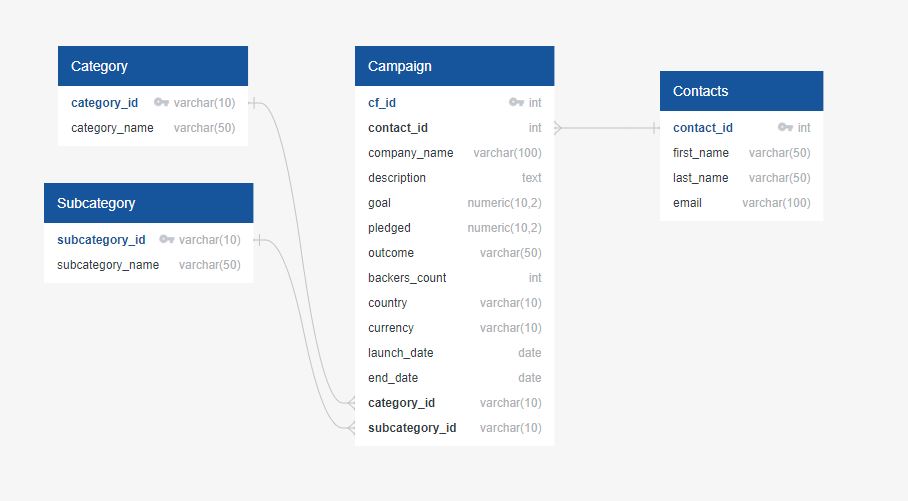 Category
category_id varchar(10)
category_name varchar(50)
Subcategory
subcategory_id varchar(10)
subcategory_name varchar(50)
Campaign
cf_id int
contact_id int
company_name varchar(100)
description text
goal numeric(10,2)
pledged numeric(10,2)
outcome varchar(50)
backers_count int
country varchar(10)
currency varchar(10)
launch_date date
end_date date
category_id varchar(10)
subcategory_id varchar(10)
Contacts
contact_id int
first_name varchar(50)
last_name varchar(50)
email varchar(100)